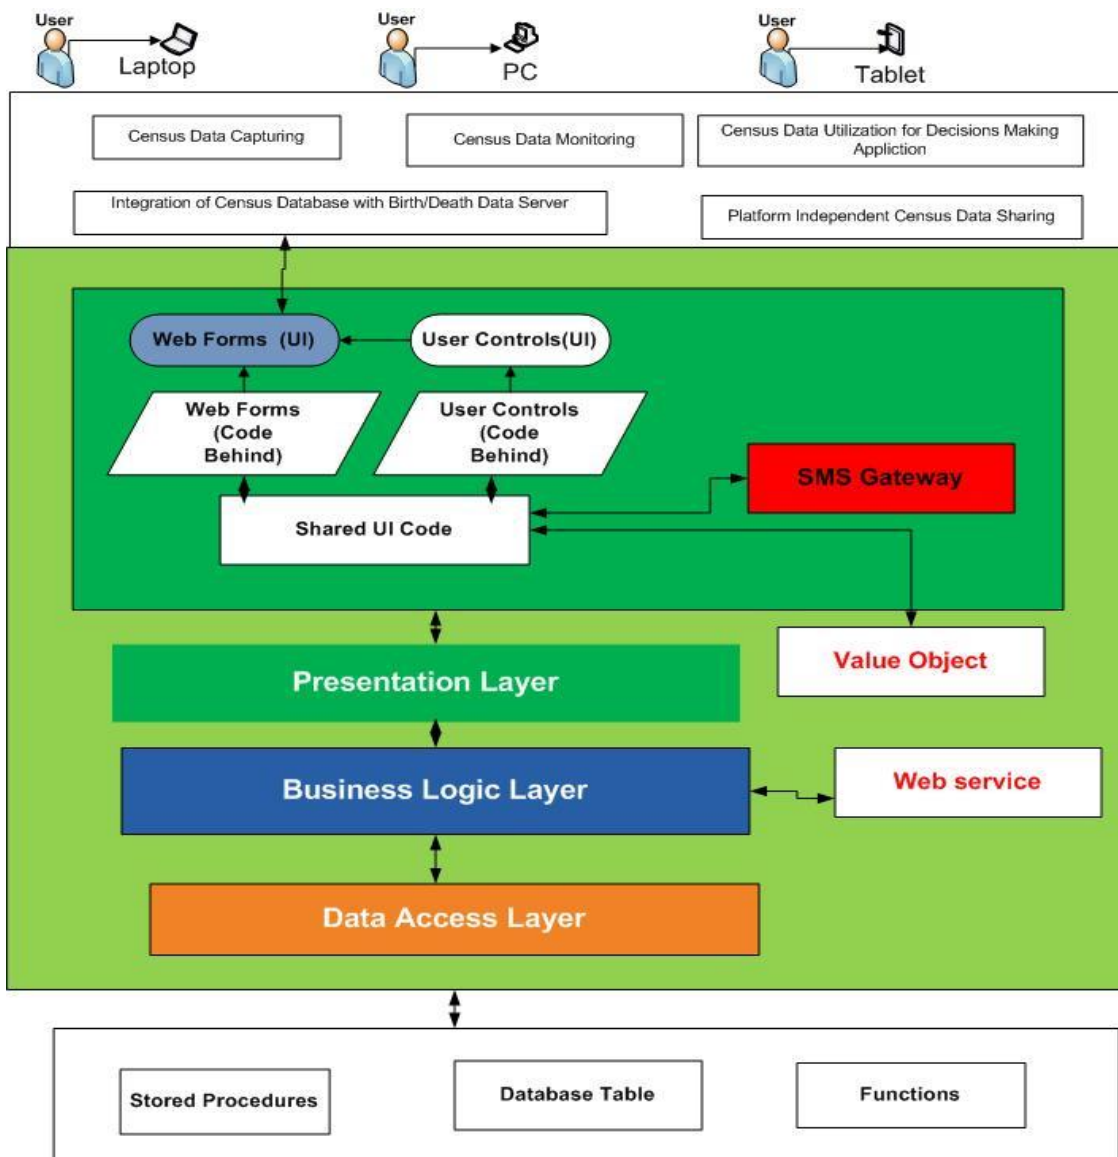 User
User
User
Laptop
PC
Tablet
Census Data Capturing
Census Data Monitoring
Census Data Utilization for Decisions Making
Appliction
Integration of Census Database with Birth/Death Data Server
Platform Independent Census Data Sharing
Web Forms (UI)
User Controls(UI)
Web Forms
(Code
Behind)
User Controls
(Code
Behind)
SMS Gateway
Shared UI Code
Value Object
Presentation Layer
Business Logic Layer
Web service
Data Access Layer
Stored Procedures
Database Table
Functions